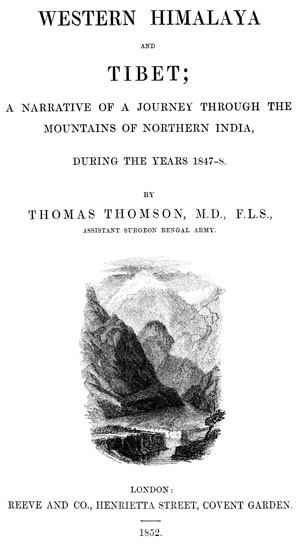 WESTERN HIMALAYA
AND
TIBET;
A NARRATIVE OF A JOURNEY THROUGH THE
MOUNTAINS OF NORTHERN INDIA,
DURING THE YEARS 1847–8.
BY
THOMAS THOMSON, M.D., F.L.S.,
ASSISTANT SURGEON BENGAL ARMY.
LONDON:
REEVE AND CO., HENRIETTA STREET, COVENT GARDEN.
1852.